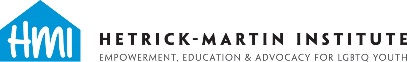 HMI
HETRICK-MARTIN INSTITUTE
EMPOWERMENT, EDUCATION & ADVOCACY FOR LGBTQ YOUTH